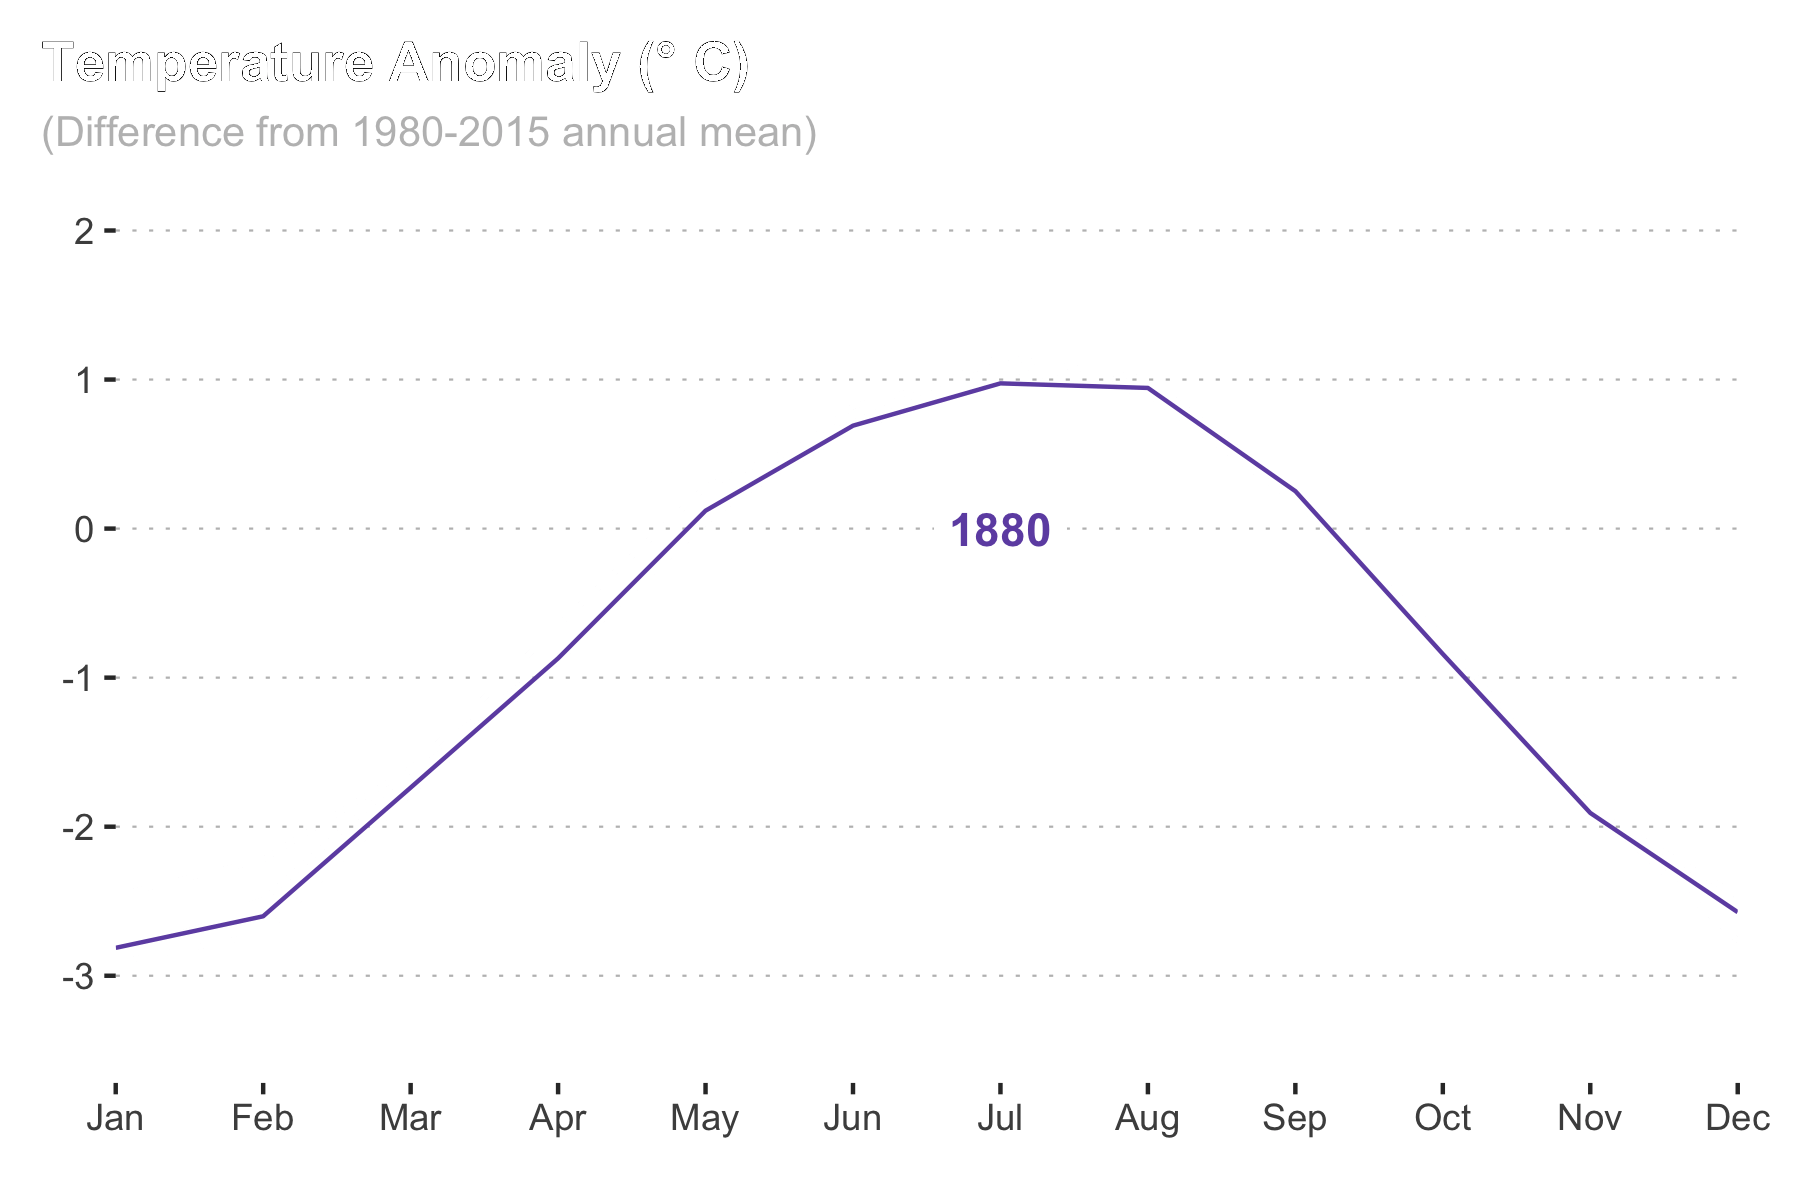 Temperature Anomaly (° C)
(Difference from 1980-2015 annual mean)
2
1
0
1880
-1
-2
-3
Jan Feb Mar Apr May Jun Jul Aug Sep Oct Nov Dec